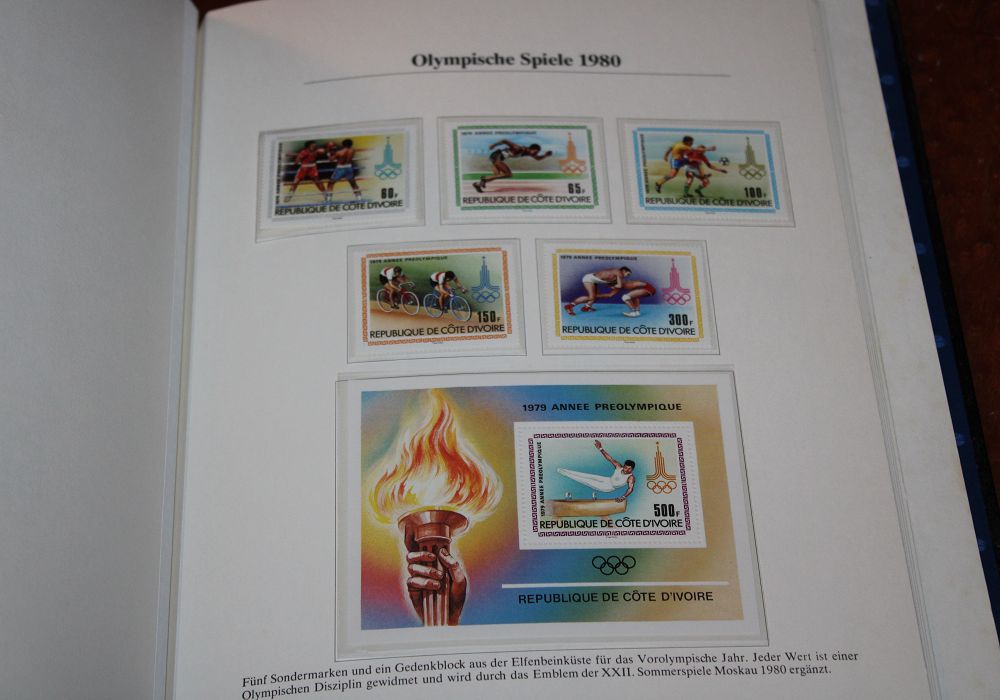 Olympische Spiele 1980
60F
REPUBLIQUE DE CÔTE D'IVOIRE
1979 ANNEE PREOLYMPIQUE
65F
REPUBLIQUE DE CÔTE D'IVOIRE
1979 ANNEE PREOLYMPIQUE
100F
REPUBLIQUE DE CÔTE D'IVOIRE
1979 ANNEE PREOLYMPIQUE
150F
REPUBLIQUE DE CÔTE D'IVOIRE
1979 ANNEE PREOLYMPIQUE
300F
REPUBLIQUE DE CÔTE D'IVOIRE
1979 ANNEE PREOLYMPIQUE
1979 ANNEE PREOLYMPIQUE
500F
REPUBLIQUE DE CÔTE D'IVOIRE
REPUBLIQUE DE CÔTE D'IVOIRE
Fünf Sondermarken und ein Gedenkblock aus der Elfenbeinküste für das Vorolympische Jahr. Jeder Wert ist einer
Olympischen Disziplin gewidmet und wird durch das Emblem der XXII. Sommerspiele Moskau 1980 ergänzt.